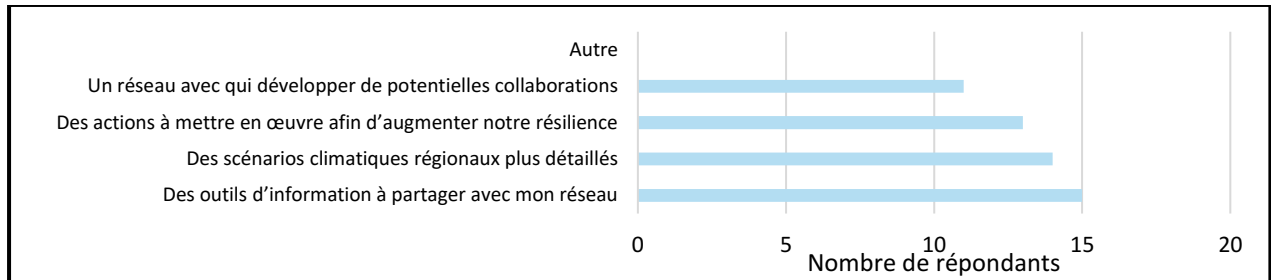 Autre
Un réseau avec qui développer de potentielles collaborations
Des actions à mettre en œuvre afin d’augmenter notre résilience
Des scénarios climatiques régionaux plus détaillés
Des outils d’information à partager avec mon réseau
0 5 10 15 20
Nombre de répondants